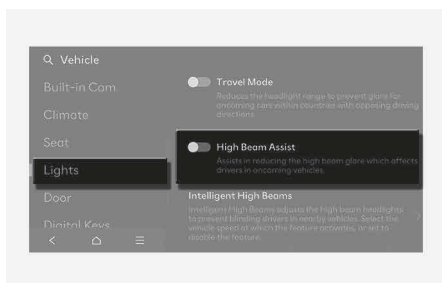 Vehicle
Built-in Cam
Climate
Seat
Lights
Door
Digital Keys
Travel Mode
Reduces the headlight range to prevent glare for
oncoming cars within countries with opposing driving
directions.
High Beam Assist
Assists in reducing the high beam glare which affects
drivers in oncoming vehicles.
Intelligent High Beams
Intelligent High Beams adjusts the high beam headlights
to prevent blinding drivers in nearby vehicles. Select the
vehicle speed at which the feature activates, or set to
disable the feature.